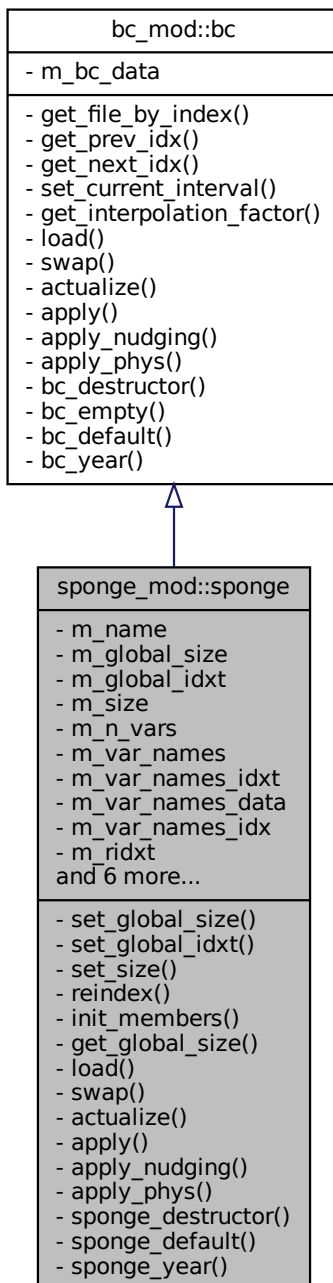 bc_mod::bc
- m_bc_data
- get_file_by_index()
- get_prev_idx()
- get_next_idx()
- set_current_interval()
- get_interpolation_factor()
- load()
- swap()
- actualize()
- apply()
- apply_nudging()
- apply_phys()
- bc_destructor()
- bc_empty()
- bc_default()
- bc_year()
sponge_mod::sponge
- m_name
- m_global_size
- m_global_idxt
- m_size
- m_n_vars
- m_var_names
- m_var_names_idxt
- m_var_names_data
- m_var_names_idx
- m_ridxt
and 6 more...
- set_global_size()
- set_global_idxt()
- set_size()
- reindex()
- init_members()
- get_global_size()
- load()
- swap()
- actualize()
- apply()
- apply_nudging()
- apply_phys()
- sponge_destructor()
- sponge_default()
- sponge_year()